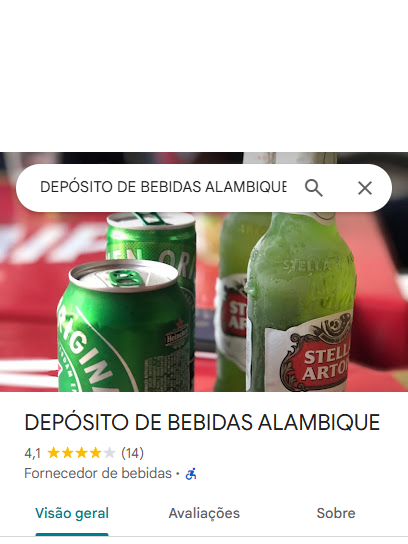 DEPÓSITO DE BEBIDAS ALAMBIQUE
STELLA
STELLA
ARTOIS
Heineken
DEPÓSITO DE BEBIDAS ALAMBIQUE
4,1 (14)
Fornecedor de bebidas ·
Visão geral Avaliações Sobre